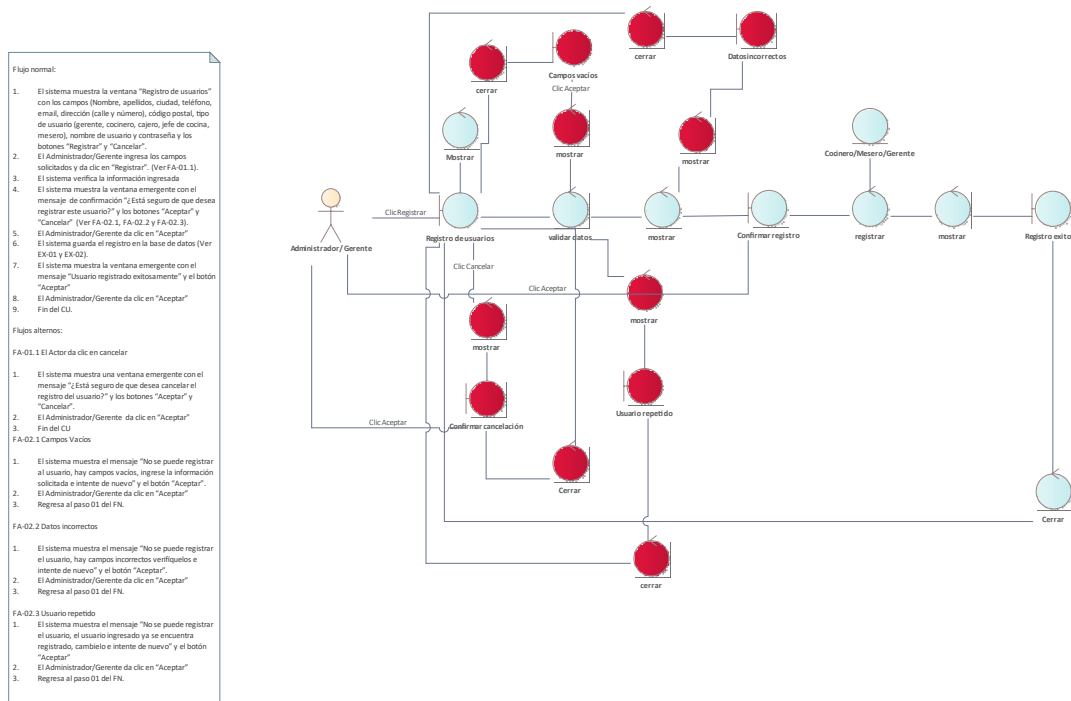 Flujo normal:
1. El sistema muestra la ventana "Registro de usuarios"
con los campos (Nombre, apellidos, ciudad, teléfono,
email, dirección (calle y número), código postal, tipo
de usuario (gerente, cocinero, cajero, jefe de cocina,
mesero), nombre de usuario y contraseña y los
botones "Registrar" y "Cancelar".
2. El Administrador/Gerente ingresa los campos
solicitados y da clic en "Registrar". (Ver FA-01.1).
3. El sistema verifica la información ingresada
4. El sistema muestra la ventana emergente con el
mensaje de confirmación "¿Está seguro de que desea
registrar este usuario?" y los botones "Aceptar" y
"Cancelar" (Ver FA-02.1, FA-02.2 y FA-02.3).
5. El Administrador/Gerente da clic en "Aceptar"
6. El sistema guarda el registro en la base de datos (Ver
EX-01 y EX-02).
7. El sistema muestra la ventana emergente con el
mensaje "Usuario registrado exitosamente" y el botón
"Aceptar"
8. El Administrador/Gerente da clic en "Aceptar"
9. Fin del CU.
Flujos alternos:
FA-01.1 El Actor da clic en cancelar
1. El sistema muestra una ventana emergente con el
mensaje "¿Está seguro de que desea cancelar el
registro del usuario?" y los botones "Aceptar" y
"Cancelar".
2. El Administrador/Gerente da clic en "Aceptar"
3. Fin del CU
FA-02.1 Campos Vacíos
1. El sistema muestra el mensaje "No se puede registrar
al usuario, hay campos vacíos, ingrese la información
solicitada e intente de nuevo" y el botón "Aceptar".
2. El Administrador/Gerente da clic en "Aceptar"
3. Regresa al paso 01 del FN.
FA-02.2 Datos incorrectos
1. El sistema muestra el mensaje "No se puede registrar
el usuario, hay campos incorrectos verifíquelos e
intente de nuevo" y el botón "Aceptar".
2. El Administrador/Gerente da clic en "Aceptar"
3. Regresa al paso 01 del FN.
FA-02.3 Usuario repetido
1. El sistema muestra el mensaje "No se puede registrar
el usuario, el usuario ingresado ya se encuentra
registrado, cambielo e intente de nuevo" y el botón
"Aceptar"
2. El Administrador/Gerente da clic en "Aceptar"
3. Regresa al paso 01 del FN.
cerrar
Datos incorrectos
cerrar
Campos vacíos
Clic Aceptar
Mostrar
mostrar
mostrar
Cocinero/Mesero/Gerente
Administrador/ Gerente
Clic Registrar
Registro de usuarios
validar datos
mostrar
Confirmar registro
registrar
mostrar
Registro exito
Clic Cancelar
Clic Aceptar
mostrar
mostrar
Usuario repetido
Clic Aceptar
Confirmar cancelación
Cerrar
Cerrar
cerrar